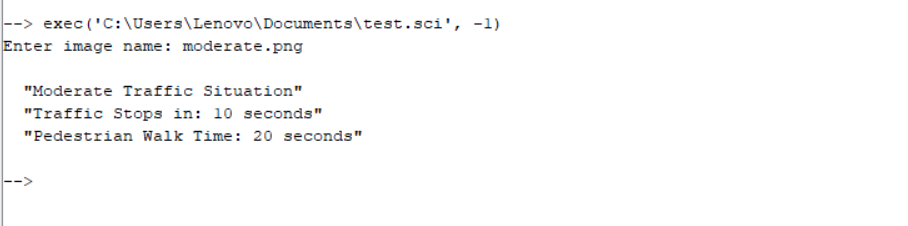 --> exec('C:\Users\Lenovo\Documents\test.sci', -1)
Enter image name: moderate.png
"Moderate Traffic Situation"
"Traffic Stops in: 10 seconds"
"Pedestrian Walk Time: 20 seconds"
-->